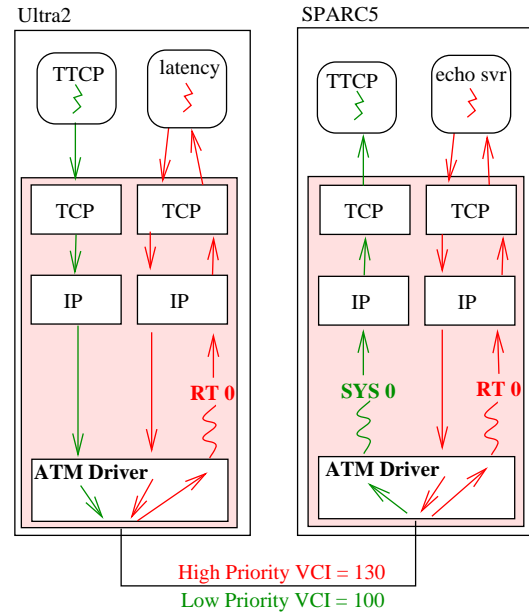 Ultra2
SPARC5
TTCP
latency
TTCP
echo svr
TCP
TCP
TCP
TCP
IP
IP
IP
IP
RT 0
SYS 0
RT 0
ATM Driver
ATM Driver
High Priority VCI = 130
Low Priority VCI = 100